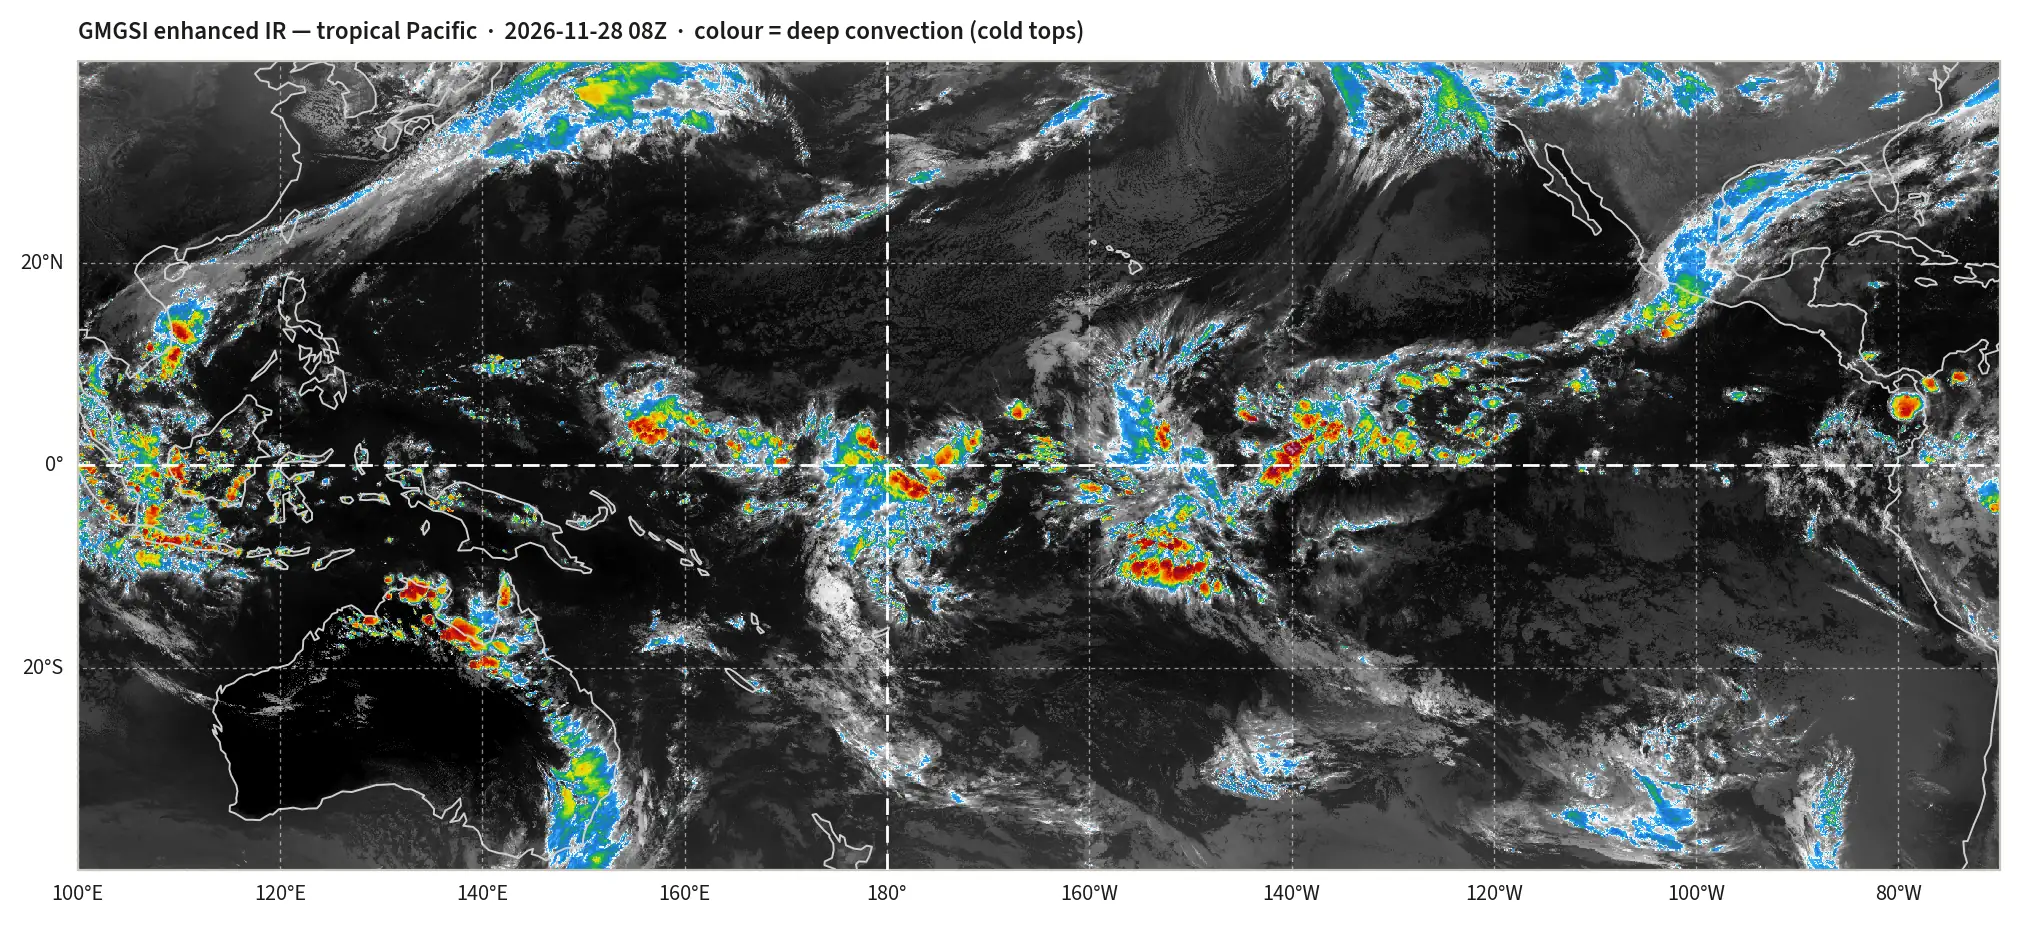 GMGSI enhanced IR — tropical Pacific · 2026-11-28 08Z · colour = deep convection (cold tops)
20°N
0°
20°S
100°E 120°E 140°E 160°E 180° 160°W 140°W 120°W 100°W 80°W